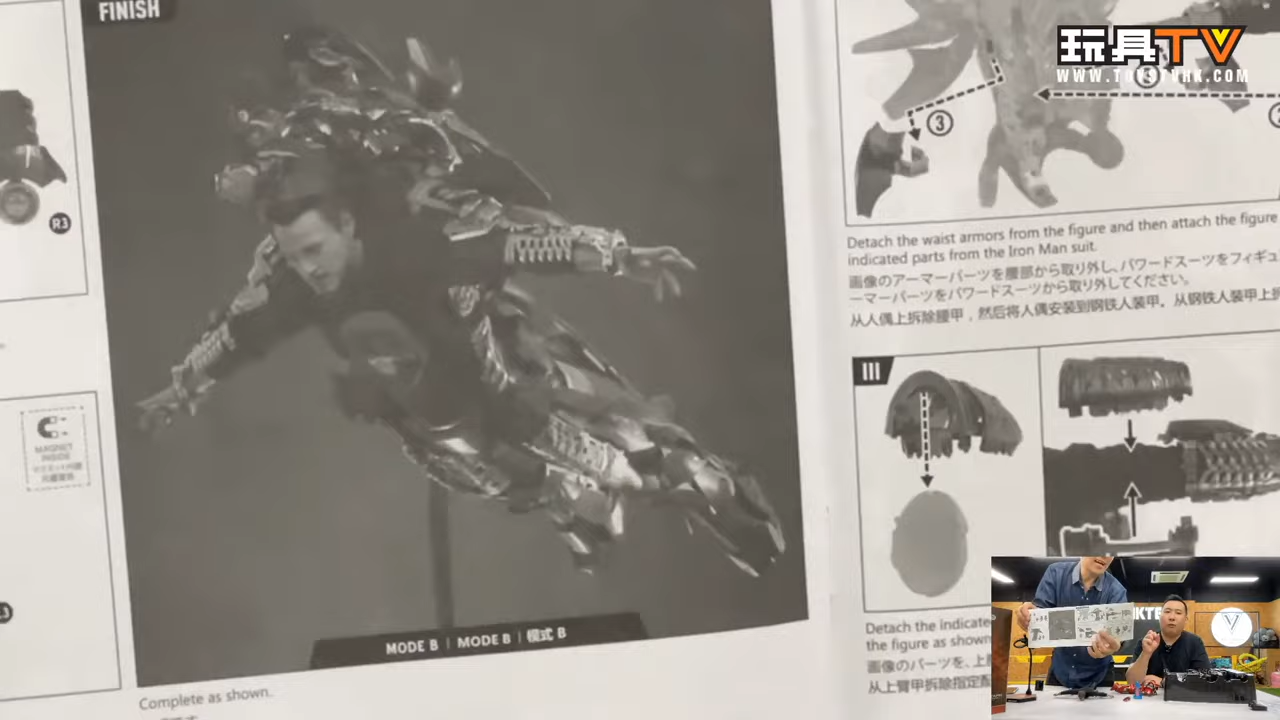 FINISH
玩具TV
WWW.TOYSTVHK.COM
R3
MAGNET
INSIDE
MODE B | MODE B | 模式 B
Complete as shown.
1
3
Detach the waist armors from the figure and then attach the figure
indicated parts from the Iron Man suit.
画像のアーマーパーツを腰部から取り外し、パワードスーツをフィギュ
ーマーパーツをパワードスーツから取り外してください。
从人偶上拆除腰甲，然后将人偶安装到钢铁人装甲。从钢铁人装甲上
III
Detach the indicate
the figure as shown
画像のパーツを、上
从上臂甲拆除指定